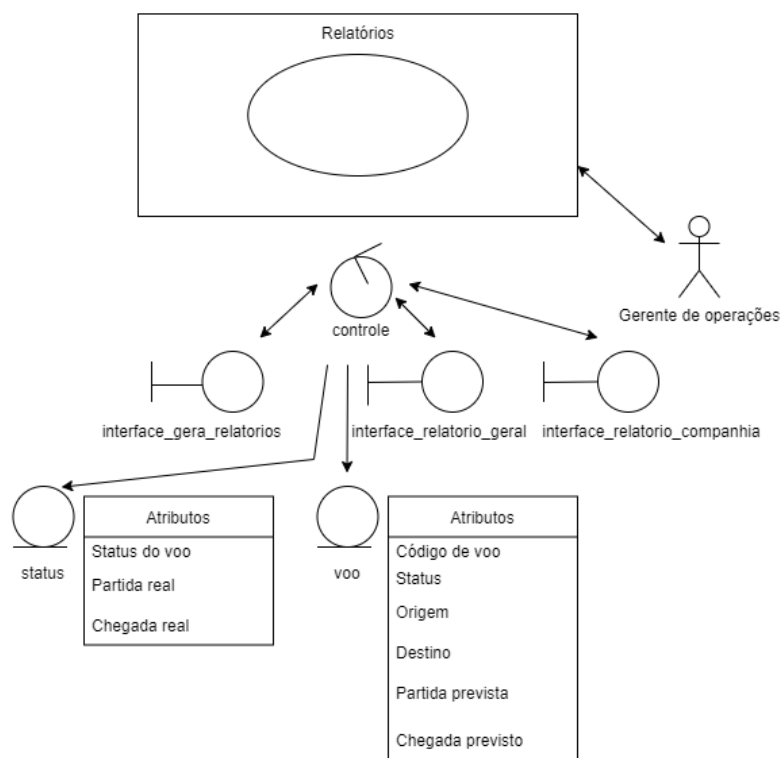 Relatórios
Gerente de operações
controle
interface_gera_relatorios
interface_relatorio_geral
interface_relatorio_companhia
status
Atributos
Status do voo
Partida real
Chegada real
voo
Atributos
Código de voo
Status
Origem
Destino
Partida prevista
Chegada previsto